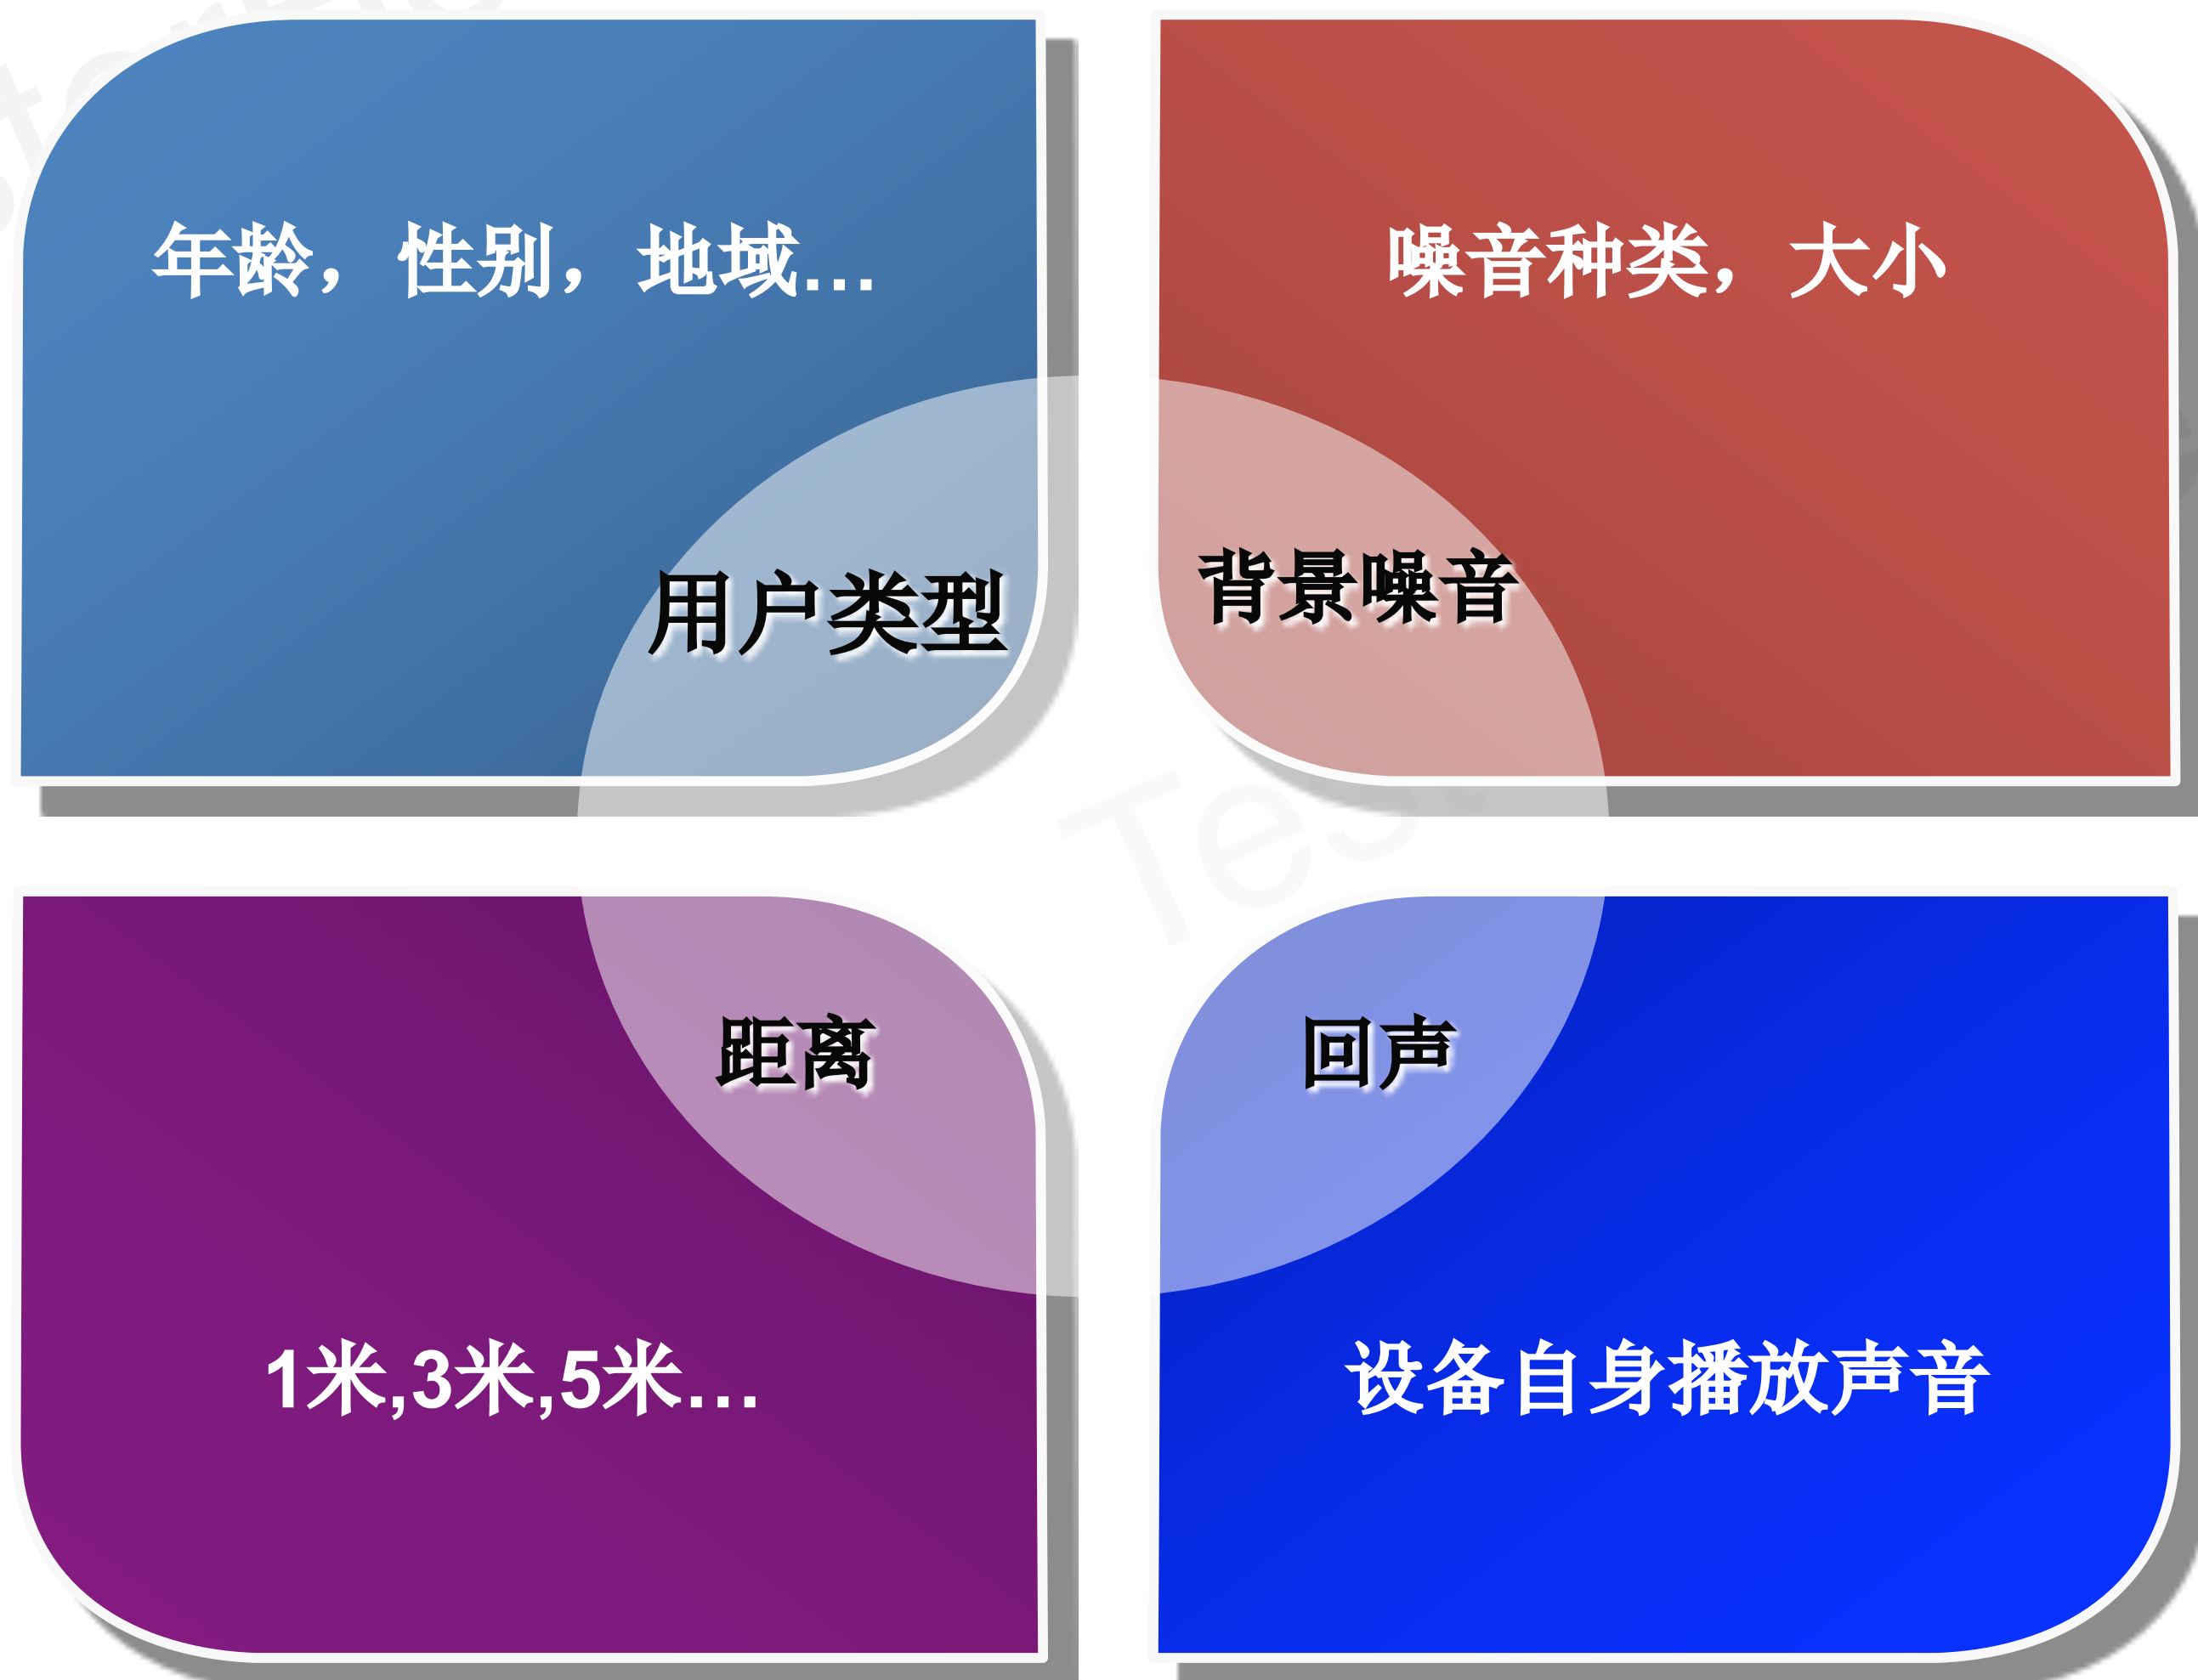 年龄，性别，地域...
噪音种类，大小
用户类型
背景噪音
Tes
距离
回声
1米,3米,5米...
设备自身播放声音